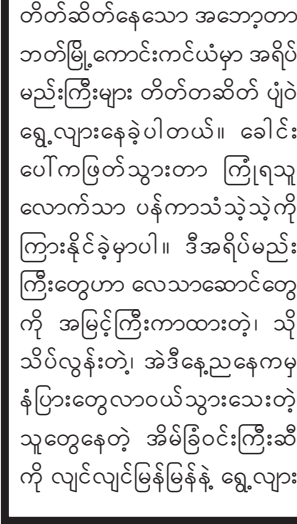 တိတ်ဆိတ်နေသော အဘော့တာ
ဘတ်မြို့ကောင်းကင်ယံမှာ အရိပ်
မည်းကြီးများ တိတ်တဆိတ် ပျံဝဲ
ရွေ့လျားနေခဲ့ပါတယ်။ ခေါင်း
ပေါ်ကဖြတ်သွားတာ ကြုံရသူ
လောက်သာ ပန်ကာသံသဲ့သဲ့ကို
ကြားနိုင်ခဲ့မှာပါ။ ဒီအရိပ်မည်း
ကြီးတွေဟာ လေသာဆောင်တွေ
ကို အမြင့်ကြီးကာထားတဲ့၊ သို
သိပ်လွန်းတဲ့၊ အဲဒီနေ့ညနေကမှ
နံပြားတွေလာဝယ်သွားသေးတဲ့
သူတွေနေတဲ့ အိမ်ခြံဝင်းကြီးဆီ
ကို လျင်လျင်မြန်မြန်နဲ့ ရွေ့လျား